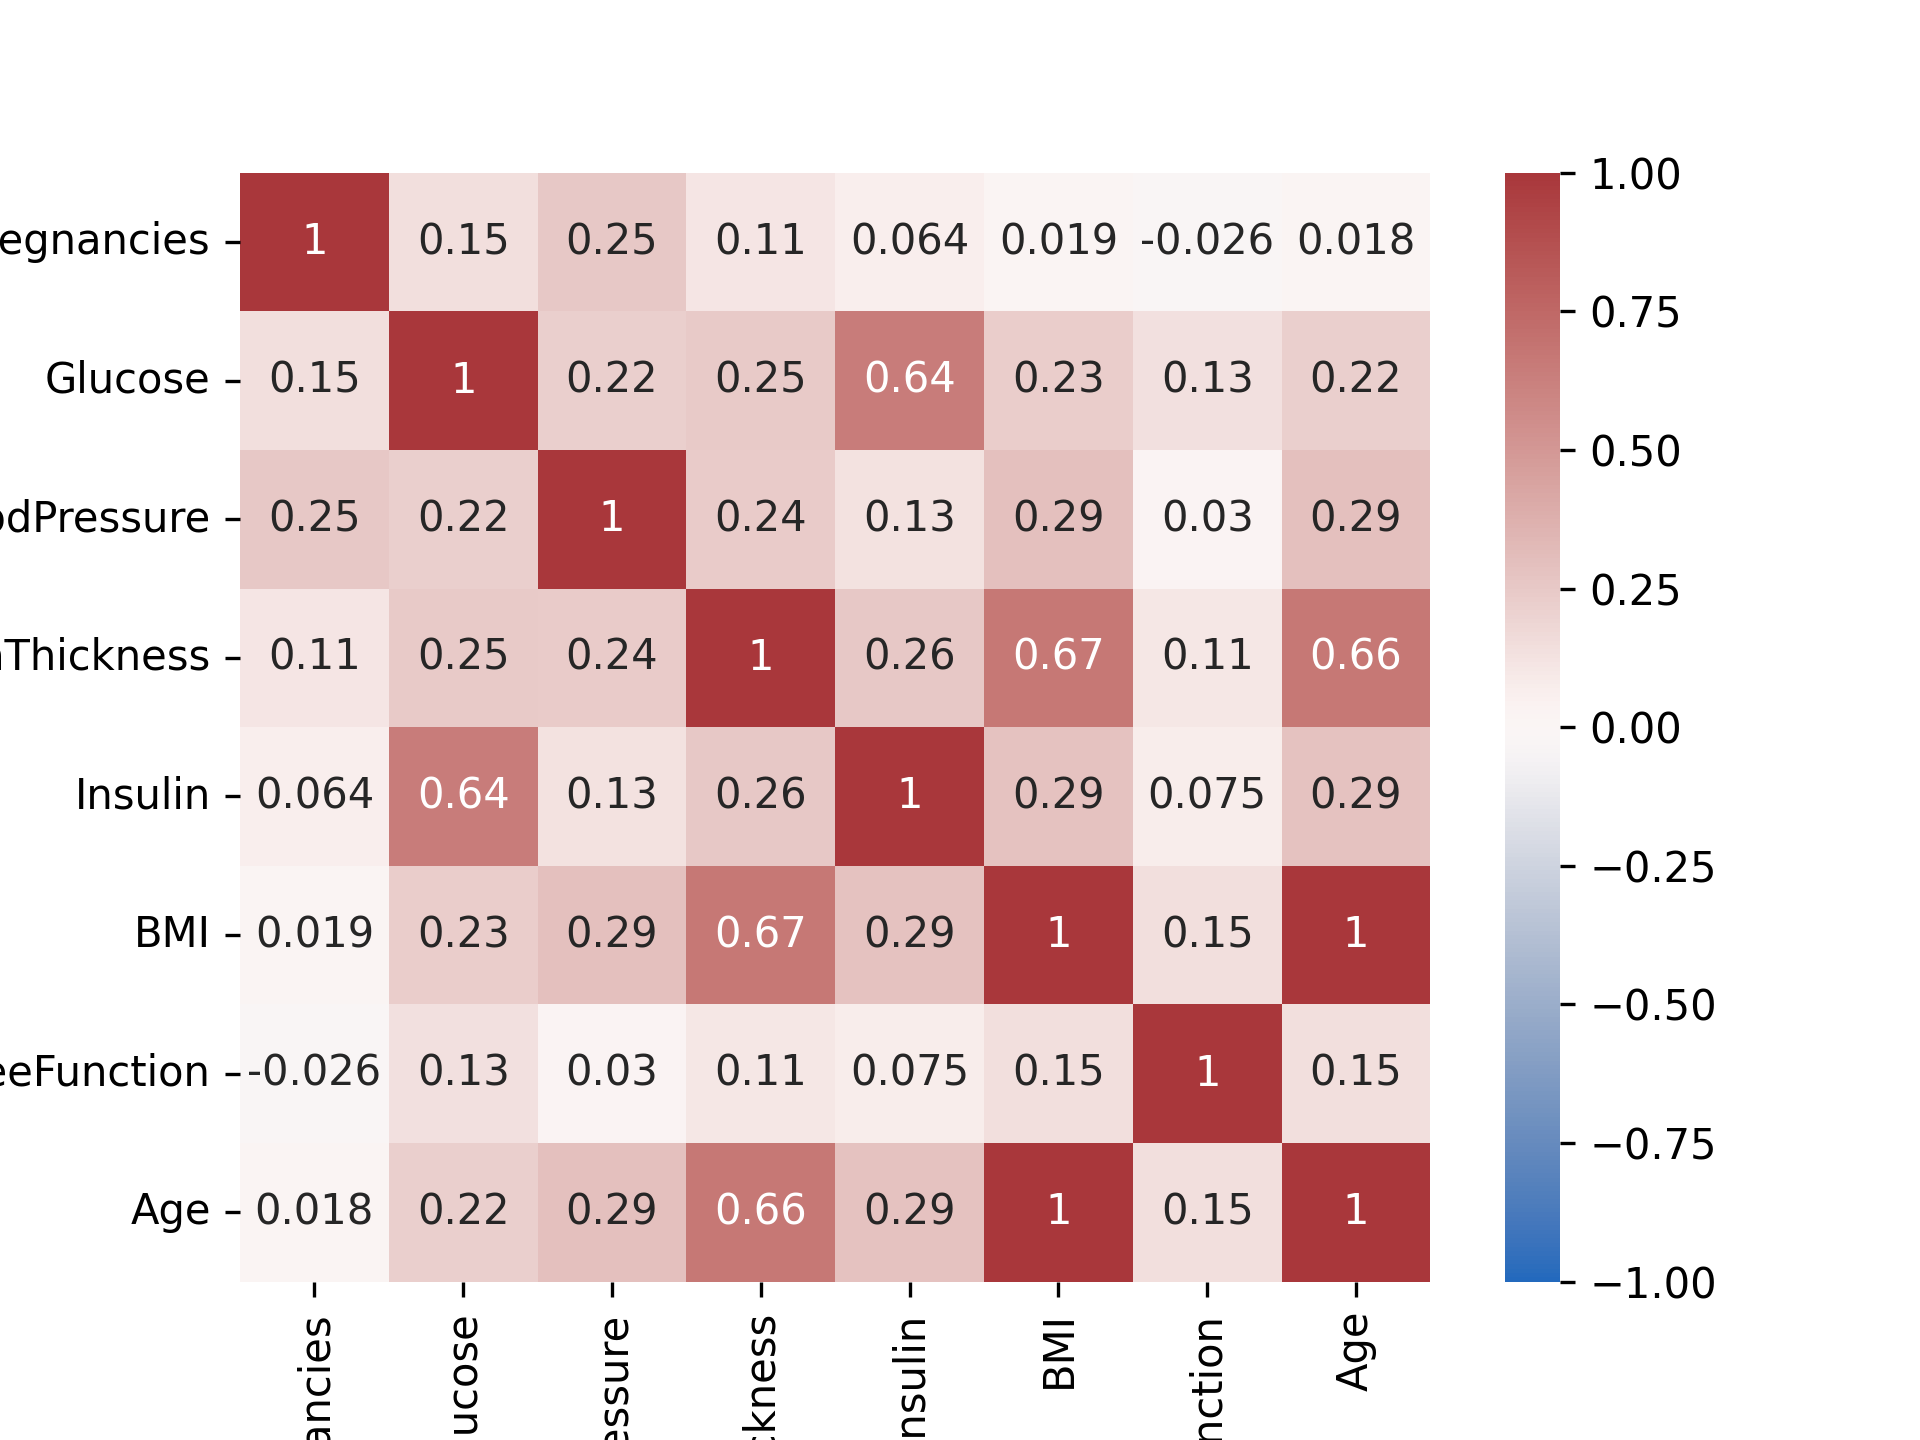 1.00
egnancies 1 0.15 0.25 0.11 0.064 0.019 -0.026 0.018
0.75
Glucose 0.15 1 0.22 0.25 0.64 0.23 0.13 0.22
0.50
dPressure 0.25 0.22 1 0.24 0.13 0.29 0.03 0.29
0.25
Thickness 0.11 0.25 0.24 1 0.26 0.67 0.11 0.66
0.00
Insulin 0.064 0.64 0.13 0.26 1 0.29 0.075 0.29
−0.25
BMI 0.019 0.23 0.29 0.67 0.29 1 0.15 1
−0.50
eFunction -0.026 0.13 0.03 0.11 0.075 0.15 1 0.15
−0.75
Age 0.018 0.22 0.29 0.66 0.29 1 0.15 1
−1.00
ancies
ucose
essure
kness
nsulin
BMI
nction
Age